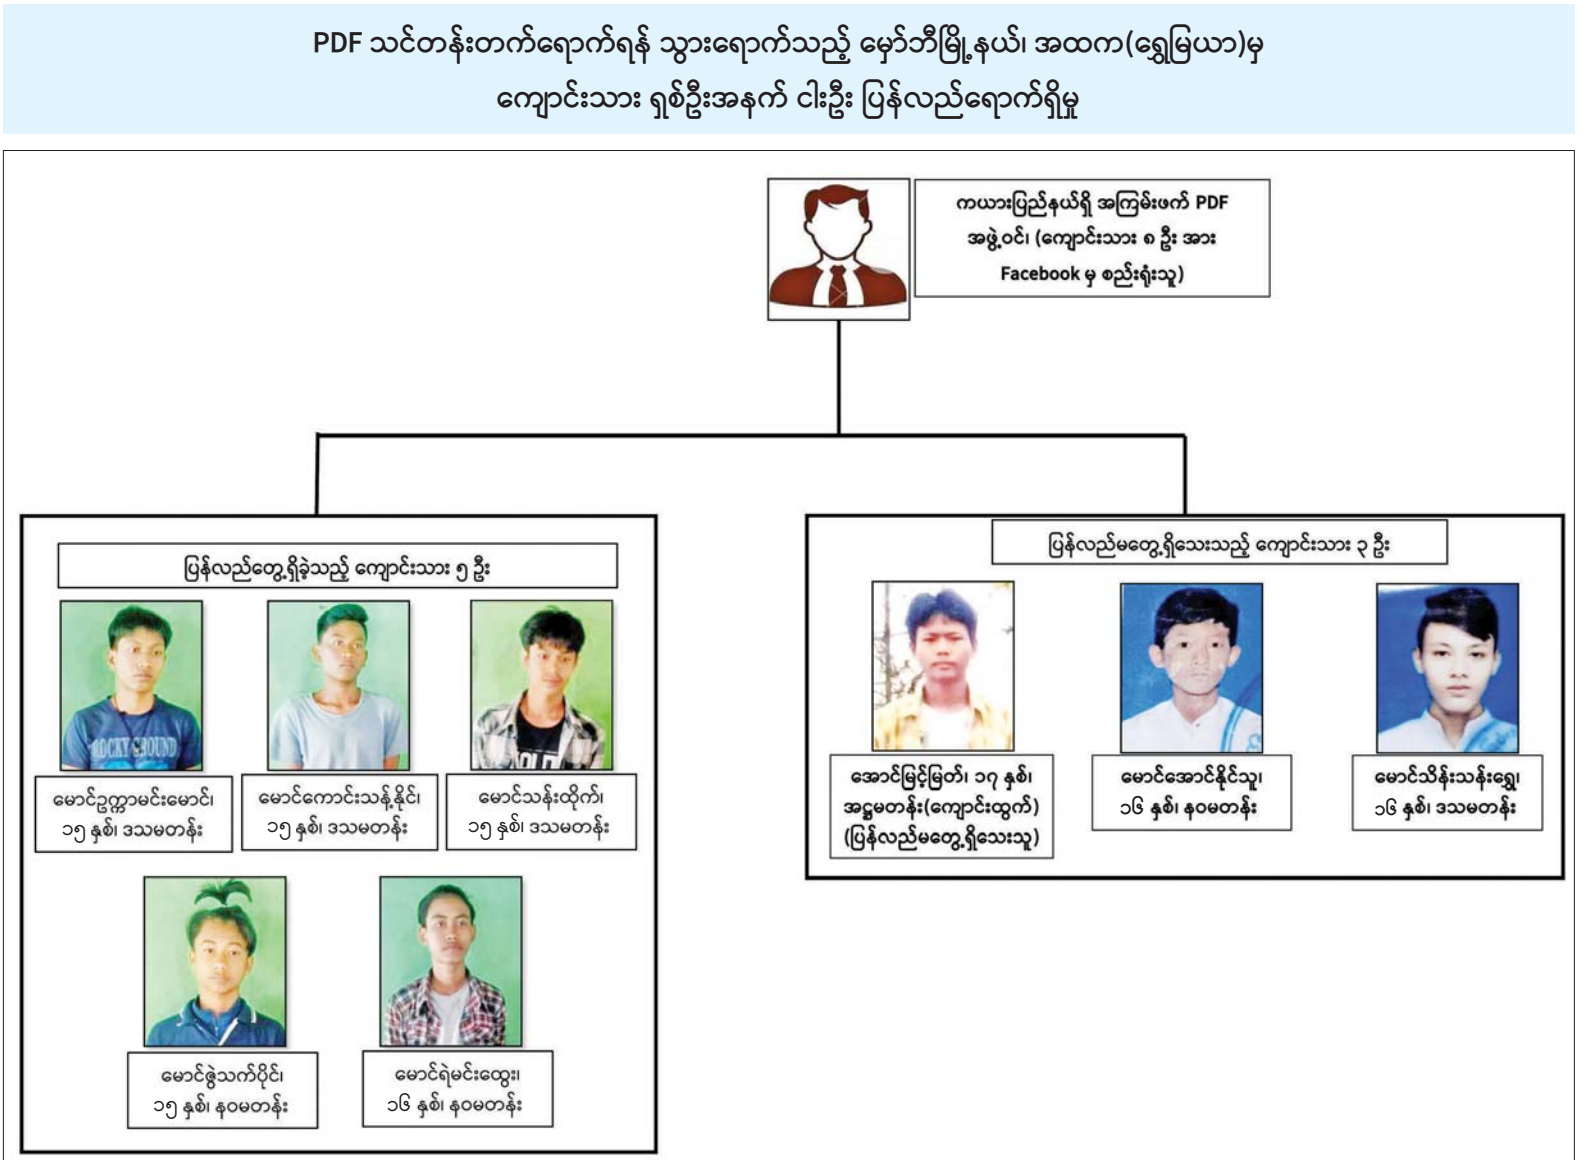 PDF သင်တန်းတက်ရောက်ရန် သွားရောက်သည့် မှော်ဘီမြို့နယ်၊ အထက(ရွှေမြယာ)မှ
ကျောင်းသား ရှစ်ဦးအနက် ငါးဦး ပြန်လည်ရောက်ရှိမှု
ကယားပြည်နယ်ရှိ အကြမ်းဖက် PDF
အဖွဲ့ဝင်၊ (ကျောင်းသား ၈ ဦး အား
Facebook မှ စည်းရုံးသူ)
ပြန်လည်တွေ့ရှိခဲ့သည့် ကျောင်းသား ၅ ဦး
ROCKY GROUND
မောင်ဥက္ကာမင်းမောင်၊
၁၅ နှစ်၊ ဒသမတန်း
မောင်ကောင်းသန့်နိုင်၊
၁၅ နှစ်၊ ဒသမတန်း
မောင်သန်းထိုက်၊
၁၅ နှစ်၊ ဒသမတန်း
မောင်ဇွဲသက်ပိုင်၊
၁၅ နှစ်၊ နဝမတန်း
မောင်ရဲမင်းထွေး၊
၁၆ နှစ်၊ နဝမတန်း
ပြန်လည်မတွေ့ရှိသေးသည့် ကျောင်းသား ၃ ဦး
အောင်မြင့်မြတ်၊ ၁၇ နှစ်၊
အဋ္ဌမတန်း(ကျောင်းထွက်)
(ပြန်လည်မတွေ့ရှိသေးသူ)
မောင်အောင်နိုင်သူ၊
၁၆ နှစ်၊ နဝမတန်း
မောင်သိန်းသန်းရွှေ၊
၁၆ နှစ်၊ ဒသမတန်း